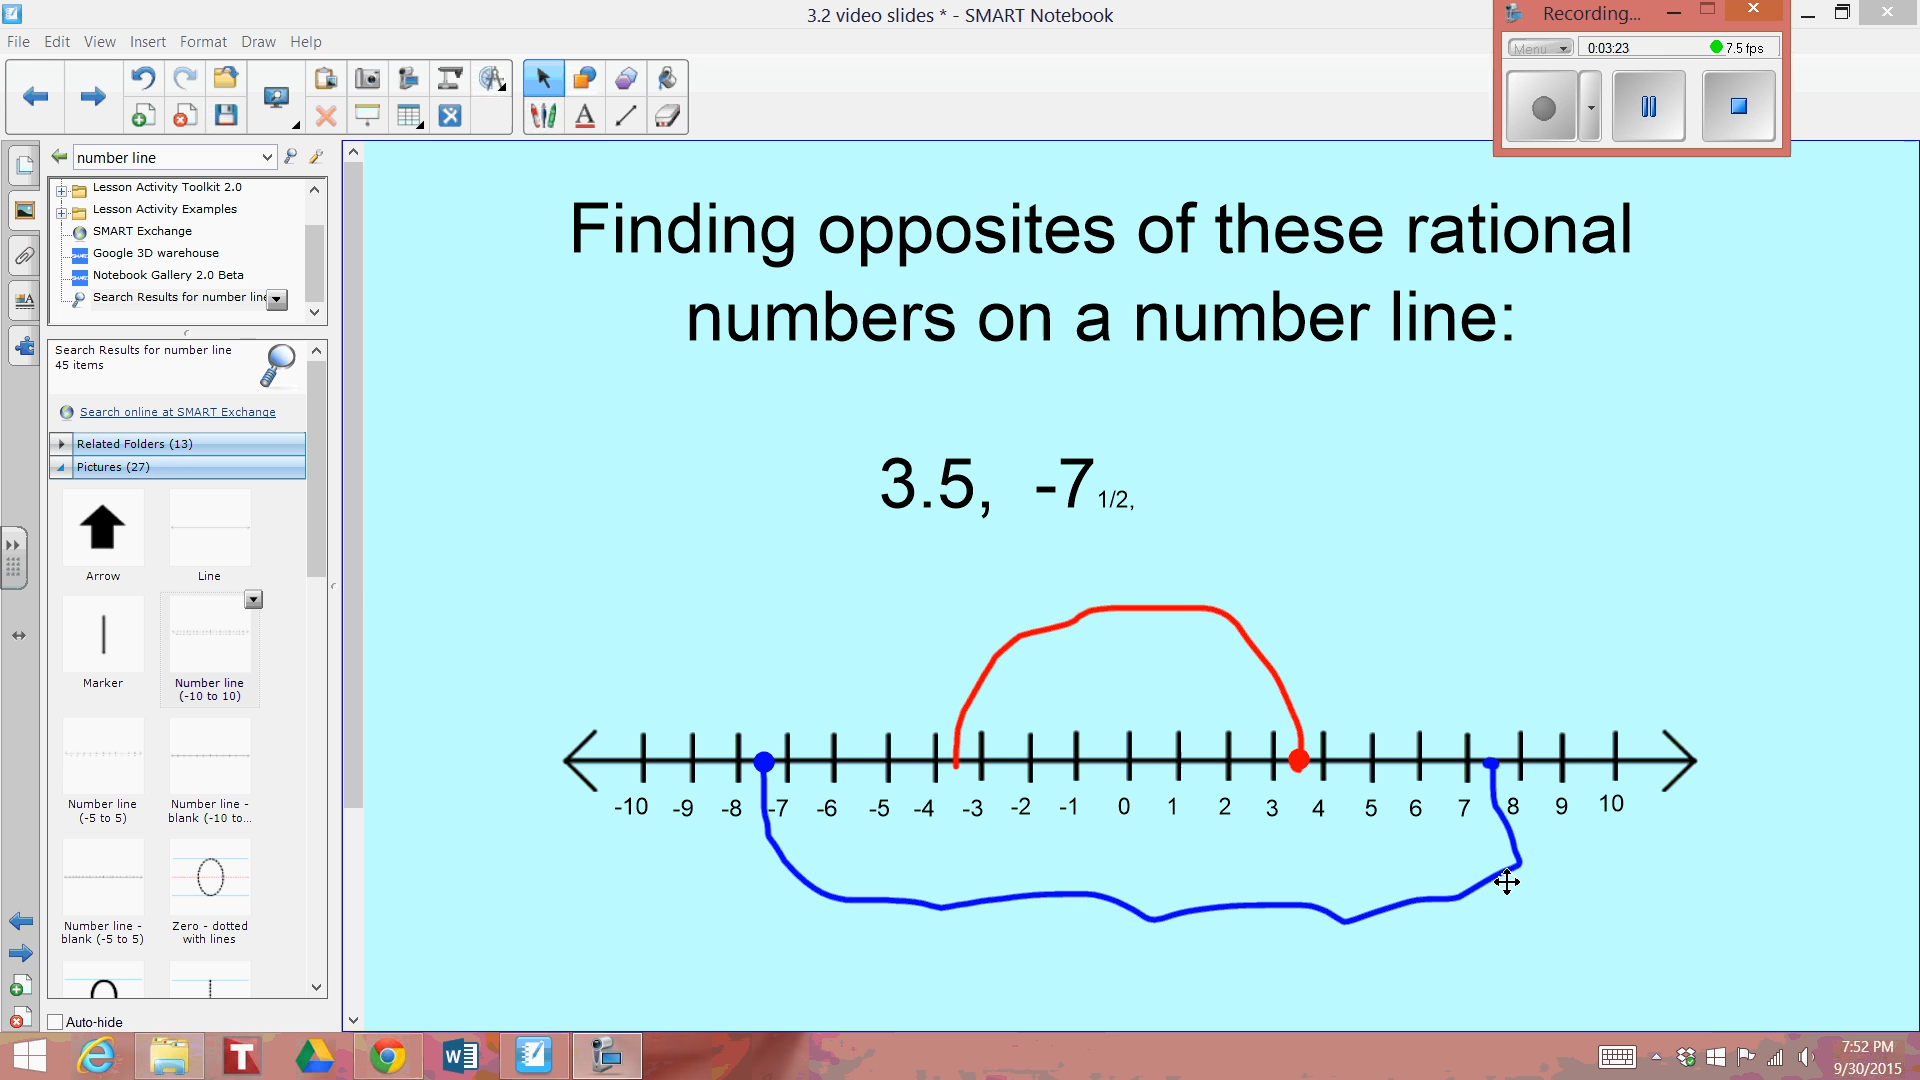 3.2 video slides * - SMART Notebook
Recording...
File Edit View Insert Format Draw Help
Menu 0:03:23 7.5 fps
number line
Lesson Activity Toolkit 2.0
Lesson Activity Examples
SMART Exchange
Google 3D warehouse
Notebook Gallery 2.0 Beta
Search Results for number line
Search Results for number line
45 items
Search online at SMART Exchange
Related Folders (13)
Pictures (27)
Arrow
Line
Marker
Number line
(-10 to 10)
Number line
(-5 to 5)
Number line -
blank (-10 to...
Number line -
blank (-5 to 5)
Zero - dotted
with lines
Auto-hide
Finding opposites of these rational
numbers on a number line:
3.5, -7 1/2,
-10 -9 -8 -7 -6 -5 -4 -3 -2 -1 0 1 2 3 4 5 6 7 8 9 10
7:52 PM
9/30/2015